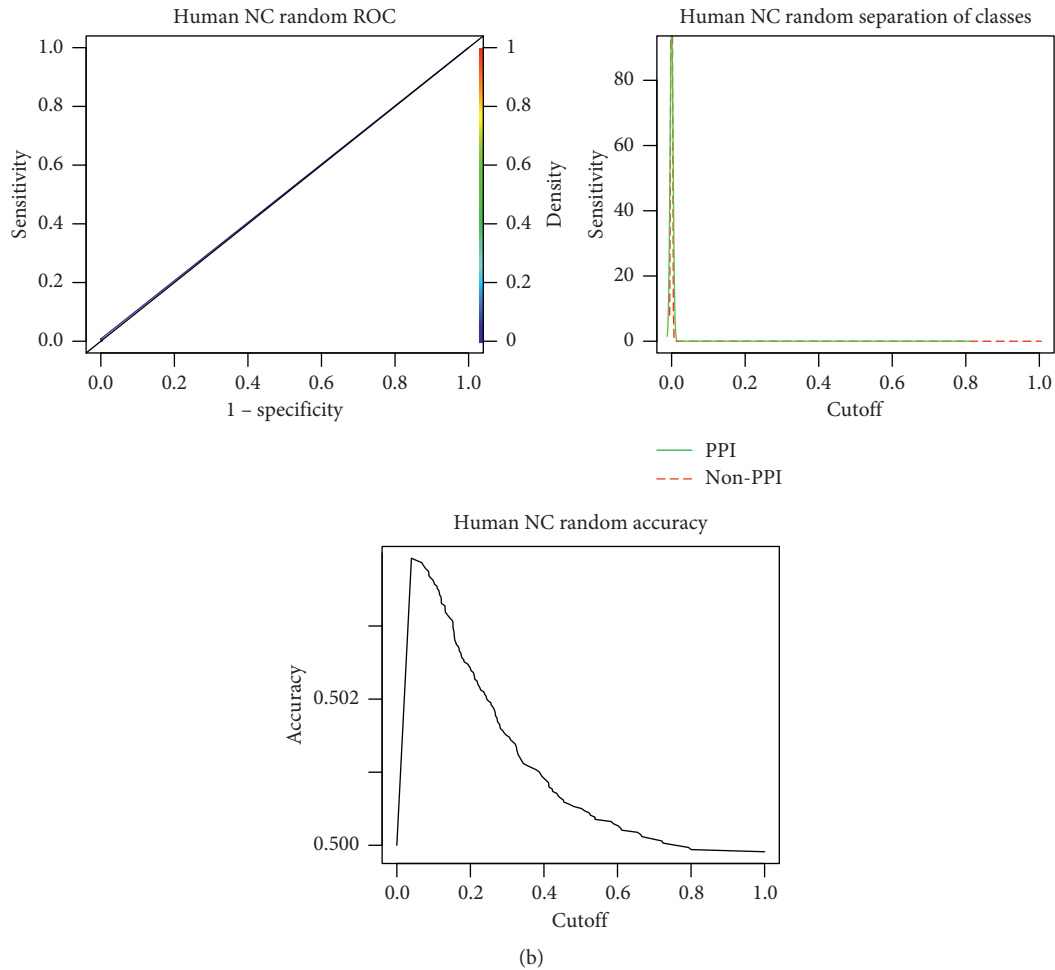 Human NC random ROC
Sensitivity
1.0
0.8
0.6
0.4
0.2
0.0
0.0 0.2 0.4 0.6 0.8 1.0
1 – specificity
1
0.8
0.6
0.4
0.2
0
Density
Human NC random separation of classes
Sensitivity
80
60
40
20
0
0.0 0.2 0.4 0.6 0.8 1.0
Cutoff
PPI
Non-PPI
Human NC random accuracy
Accuracy
0.502
0.500
0.0 0.2 0.4 0.6 0.8 1.0
Cutoff
(b)